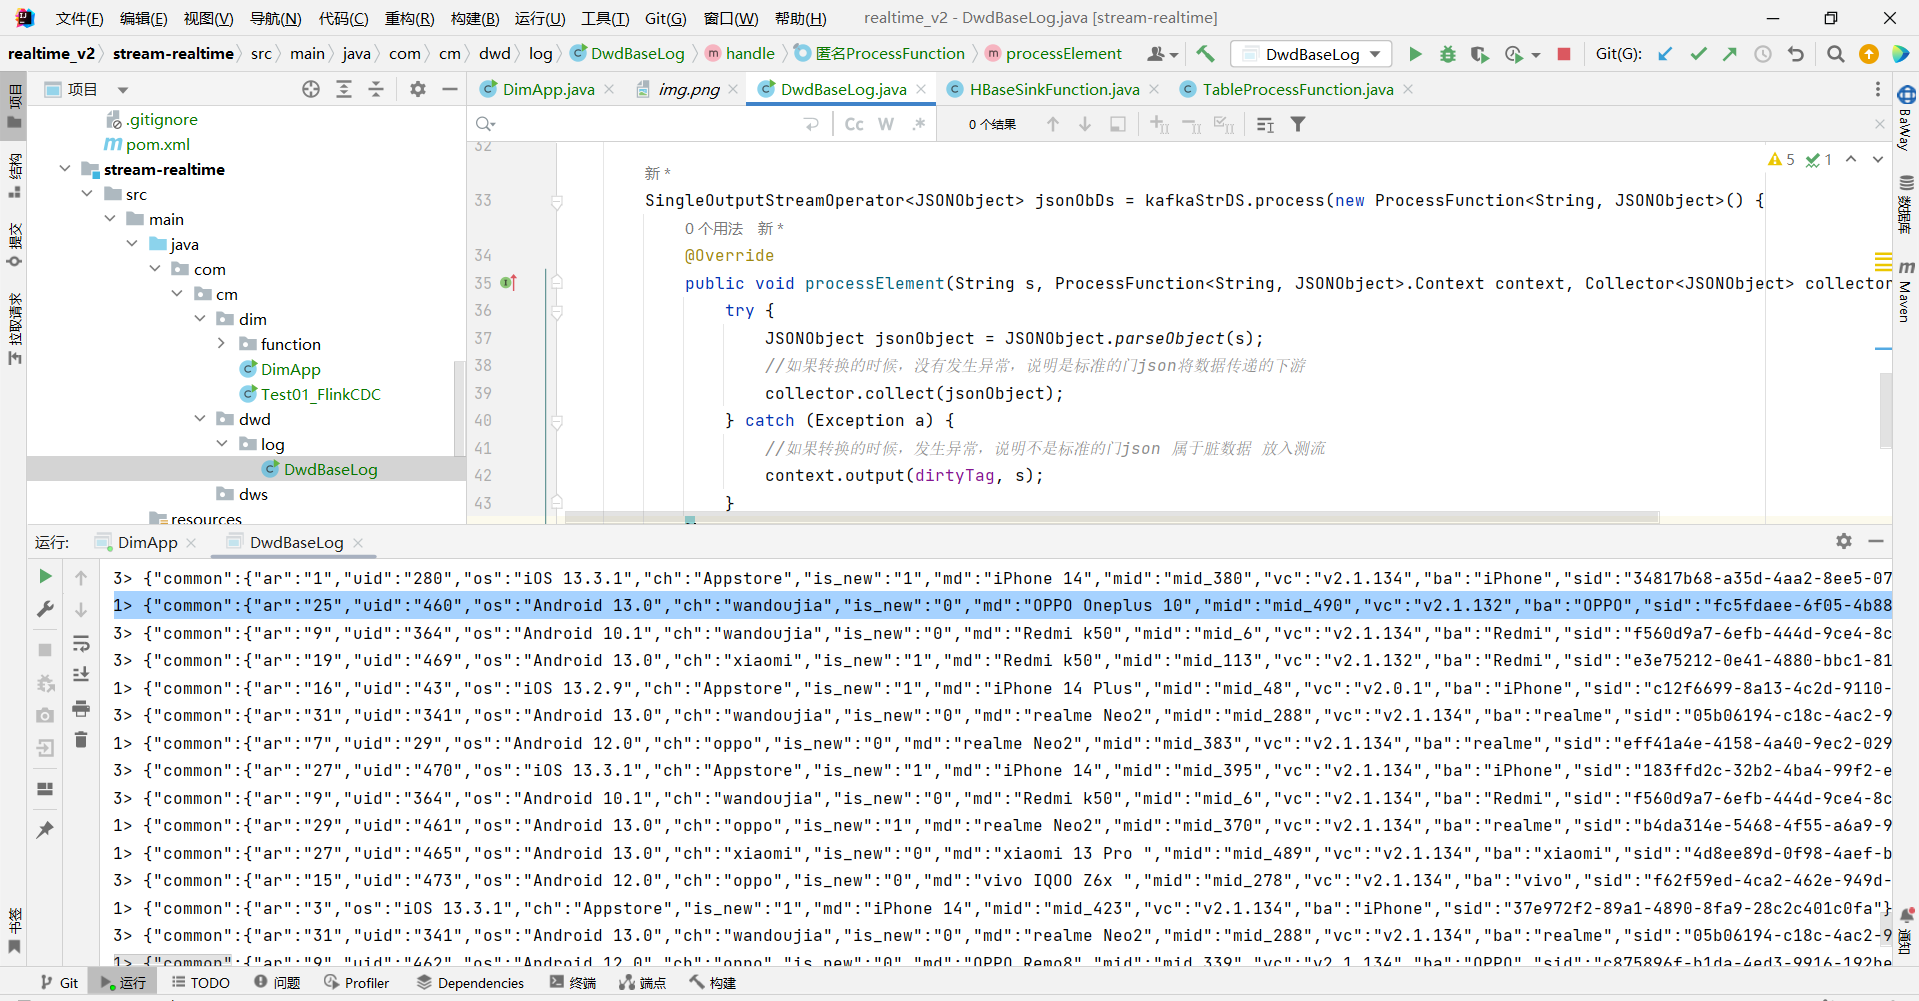 文件(F) 编辑(E) 视图(V) 导航(N) 代码(C) 重构(R) 构建(B) 运行(U) 工具(T) Git(G) 窗口(W) 帮助(H) realtime_v2 - DwdBaseLog.java [stream-realtime]
realtime_v2 stream-realtime src main java com cm dwd log DwdBaseLog handle 匿名ProcessFunction processElement DwdBaseLog Git(G):
项目
DimApp.java img.png DwdBaseLog.java HBaseSinkFunction.java TableProcessFunction.java
Cc W .* 0 个结果
.gitignore
pom.xml
stream-realtime
src
main
java
com
cm
dim
function
DimApp
Test01_FlinkCDC
dwd
log
DwdBaseLog
dws
resources
项目
结构
提交
拉取请求
书签
32
5 1
新 *
33 SingleOutputStreamOperator<JSONObject> jsonObDs = kafkaStrDS.process(new ProcessFunction<String, JSONObject>() {
0 个用法 新 *
34 @Override
35 public void processElement(String s, ProcessFunction<String, JSONObject>.Context context, Collector<JSONObject> collector
36 try {
37 JSONObject jsonObject = JSONObject.parseObject(s);
38 //如果转换的时候，没有发生异常，说明是标准的门json将数据传递的下游
39 collector.collect(jsonObject);
40 } catch (Exception a) {
41 //如果转换的时候，发生异常，说明不是标准的门json 属于脏数据 放入测流
42 context.output(dirtyTag, s);
43 }
BaWay
数据库
Maven
通知
运行: DimApp DwdBaseLog
3> {"common":{"ar":"1","uid":"280","os":"iOS 13.3.1","ch":"Appstore","is_new":"1","md":"iPhone 14","mid":"mid_380","vc":"v2.1.134","ba":"iPhone","sid":"34817b68-a35d-4aa2-8ee5-07
1> {"common":{"ar":"25","uid":"460","os":"Android 13.0","ch":"wandoujia","is_new":"0","md":"OPPO Oneplus 10","mid":"mid_490","vc":"v2.1.132","ba":"OPPO","sid":"fc5fdaee-6f05-4b88
3> {"common":{"ar":"9","uid":"364","os":"Android 10.1","ch":"wandoujia","is_new":"0","md":"Redmi k50","mid":"mid_6","vc":"v2.1.134","ba":"Redmi","sid":"f560d9a7-6efb-444d-9ce4-8c
3> {"common":{"ar":"19","uid":"469","os":"Android 13.0","ch":"xiaomi","is_new":"1","md":"Redmi k50","mid":"mid_113","vc":"v2.1.132","ba":"Redmi","sid":"e3e75212-0e41-4880-bbc1-81
1> {"common":{"ar":"16","uid":"43","os":"iOS 13.2.9","ch":"Appstore","is_new":"1","md":"iPhone 14 Plus","mid":"mid_48","vc":"v2.0.1","ba":"iPhone","sid":"c12f6699-8a13-4c2d-9110-
3> {"common":{"ar":"31","uid":"341","os":"Android 13.0","ch":"wandoujia","is_new":"0","md":"realme Neo2","mid":"mid_288","vc":"v2.1.134","ba":"realme","sid":"05b06194-c18c-4ac2-9
1> {"common":{"ar":"7","uid":"29","os":"Android 12.0","ch":"oppo","is_new":"0","md":"realme Neo2","mid":"mid_383","vc":"v2.1.134","ba":"realme","sid":"eff41a4e-4158-4a40-9ec2-029
3> {"common":{"ar":"27","uid":"470","os":"iOS 13.3.1","ch":"Appstore","is_new":"1","md":"iPhone 14","mid":"mid_395","vc":"v2.1.134","ba":"iPhone","sid":"183ffd2c-32b2-4ba4-99f2-e
3> {"common":{"ar":"9","uid":"364","os":"Android 10.1","ch":"wandoujia","is_new":"0","md":"Redmi k50","mid":"mid_6","vc":"v2.1.134","ba":"Redmi","sid":"f560d9a7-6efb-444d-9ce4-8c
1> {"common":{"ar":"29","uid":"461","os":"Android 13.0","ch":"oppo","is_new":"1","md":"realme Neo2","mid":"mid_370","vc":"v2.1.134","ba":"realme","sid":"b4da314e-5468-4f55-a6a9-9
1> {"common":{"ar":"27","uid":"465","os":"Android 13.0","ch":"xiaomi","is_new":"0","md":"xiaomi 13 Pro ","mid":"mid_489","vc":"v2.1.134","ba":"xiaomi","sid":"4d8ee89d-0f98-4aef-b
3> {"common":{"ar":"15","uid":"473","os":"Android 12.0","ch":"oppo","is_new":"0","md":"vivo IQOO Z6x ","mid":"mid_278","vc":"v2.1.134","ba":"vivo","sid":"f62f59ed-4ca2-462e-949d-
1> {"common":{"ar":"3","os":"iOS 13.3.1","ch":"Appstore","is_new":"1","md":"iPhone 14","mid":"mid_423","vc":"v2.1.134","ba":"iPhone","sid":"37e972f2-89a1-4890-8fa9-28c2c401c0fa"}
3> {"common":{"ar":"31","uid":"341","os":"Android 13.0","ch":"wandoujia","is_new":"0","md":"realme Neo2","mid":"mid_288","vc":"v2.1.134","ba":"realme","sid":"05b06194-c18c-4ac2-9
1> {"common":{"ar":"9","uid":"462","os":"Android 12.0","ch":"oppo","is_new":"0","md":"OPPO Remo8","mid":"mid_339","vc":"v2.1.134","ba":"OPPO","sid":"c875896f-b1da-4ed3-9916-192be
Git 运行 TODO 问题 Profiler Dependencies 终端 端点 构建